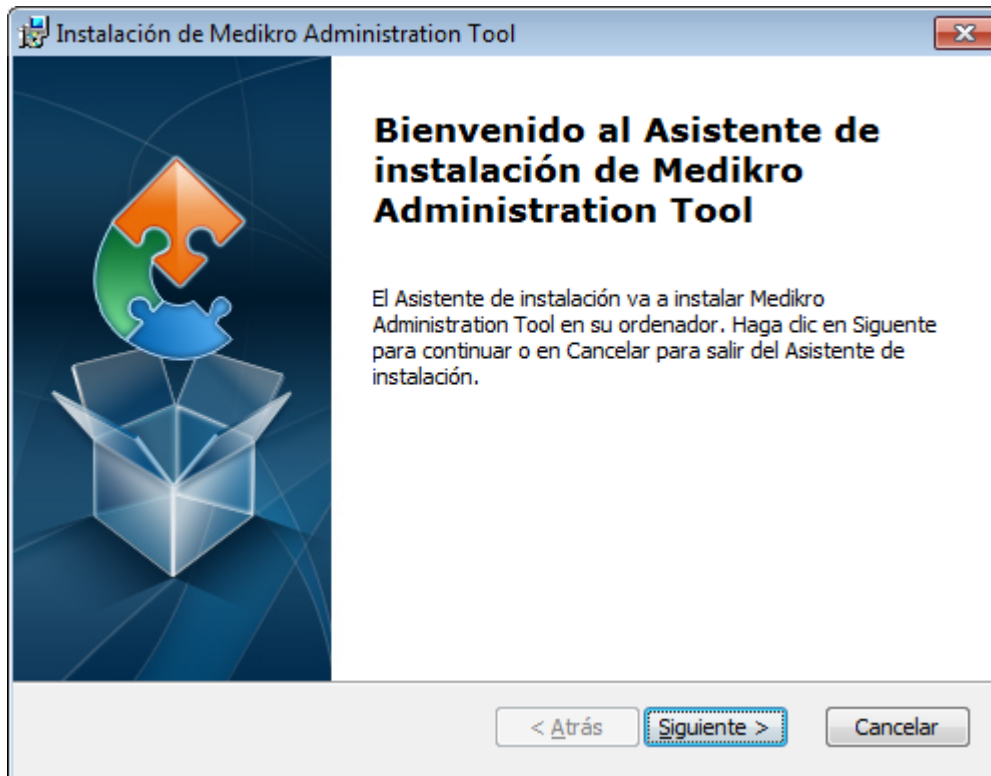 Instalación de Medikro Administration Tool
Bienvenido al Asistente de
instalación de Medikro
Administration Tool
El Asistente de instalación va a instalar Medikro
Administration Tool en su ordenador. Haga clic en Siguente
para continuar o en Cancelar para salir del Asistente de
instalación.
< Atrás Siguiente > Cancelar